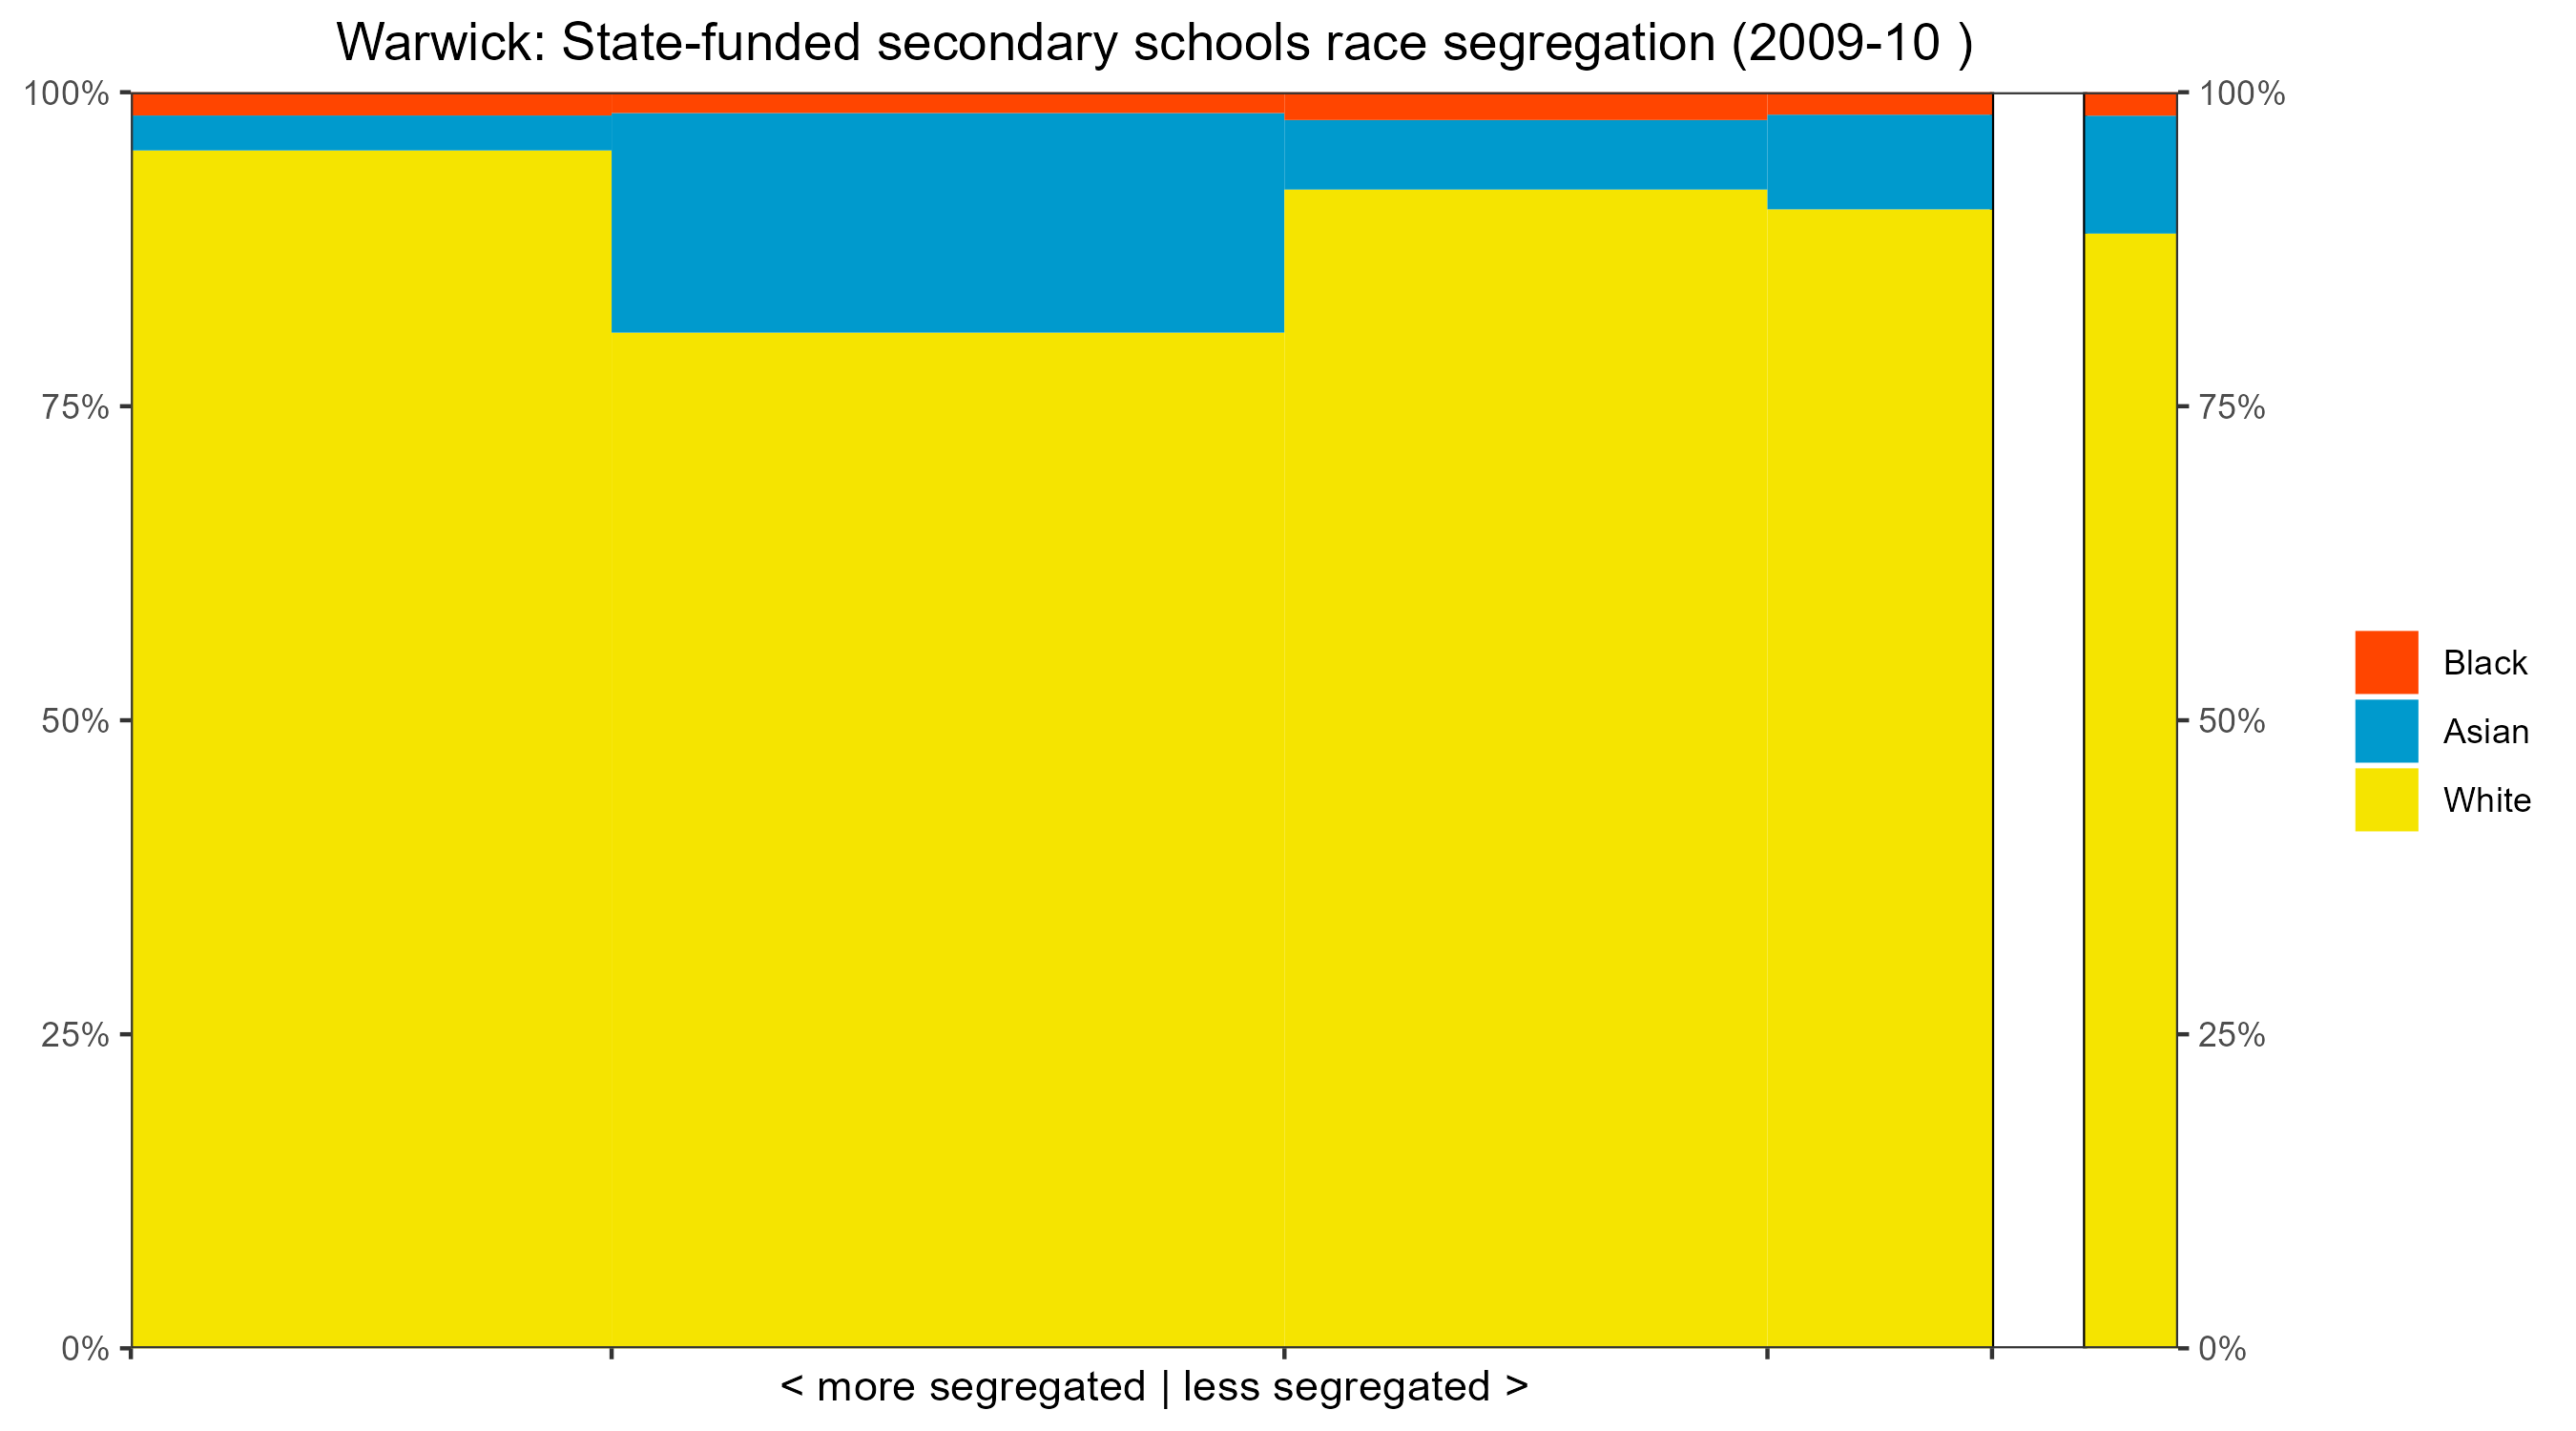 Warwick: State-funded secondary schools race segregation (2009-10 )
100%
75%
50%
25%
0%
100%
75%
50%
25%
0%
< more segregated | less segregated >
Black
Asian
White